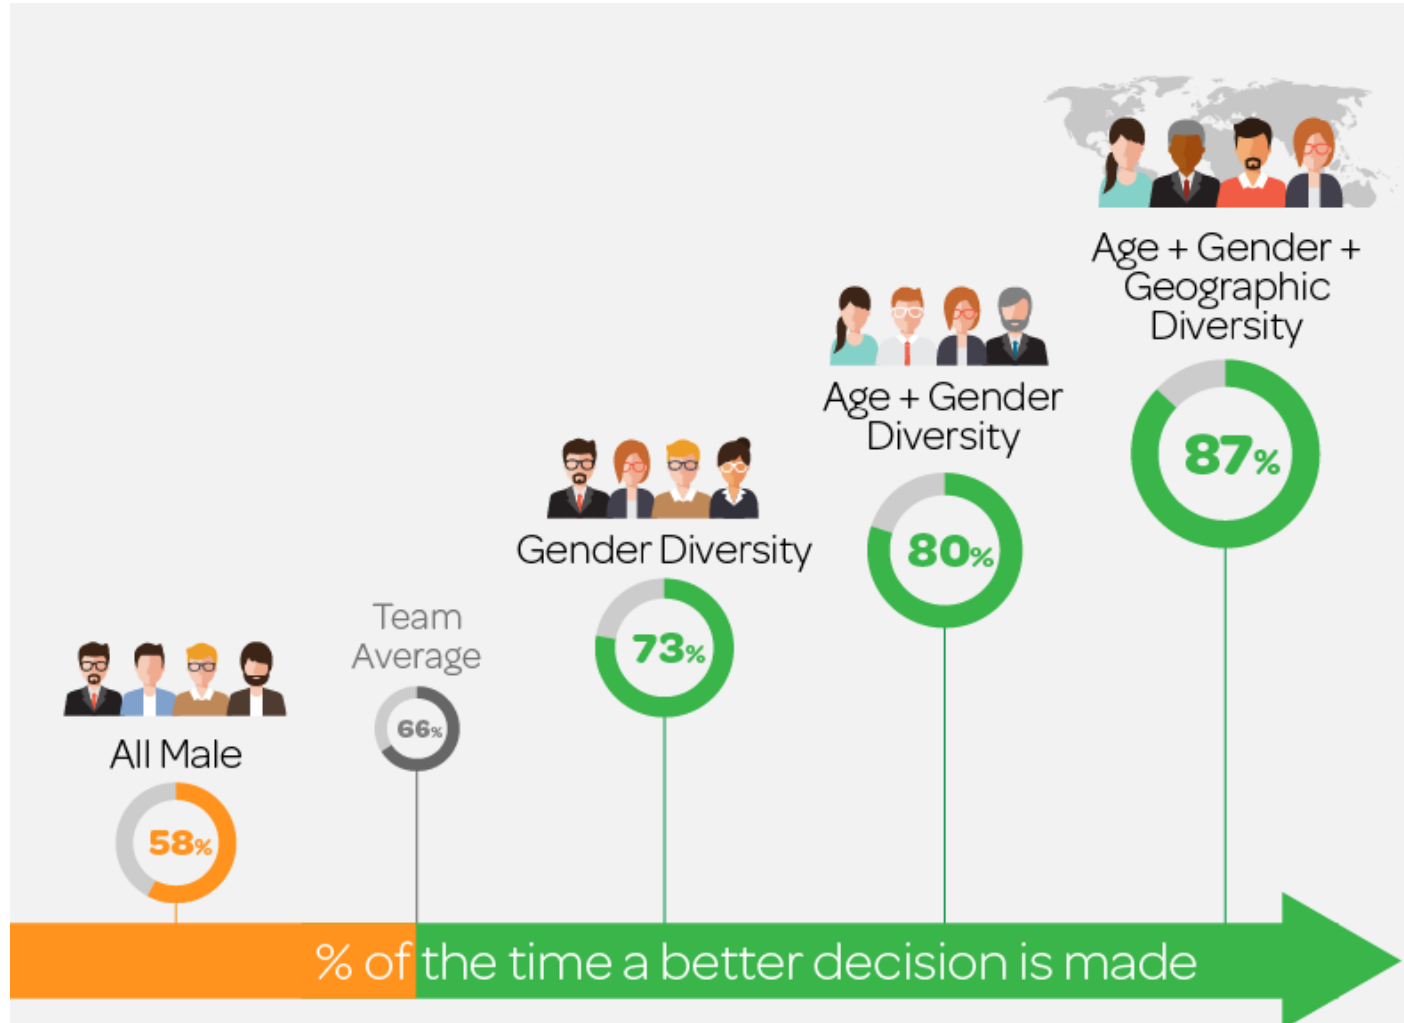 All Male
58%
Team
Average
66%
Gender Diversity
73%
Age + Gender
Diversity
80%
Age + Gender +
Geographic
Diversity
87%
% of the time a better decision is made